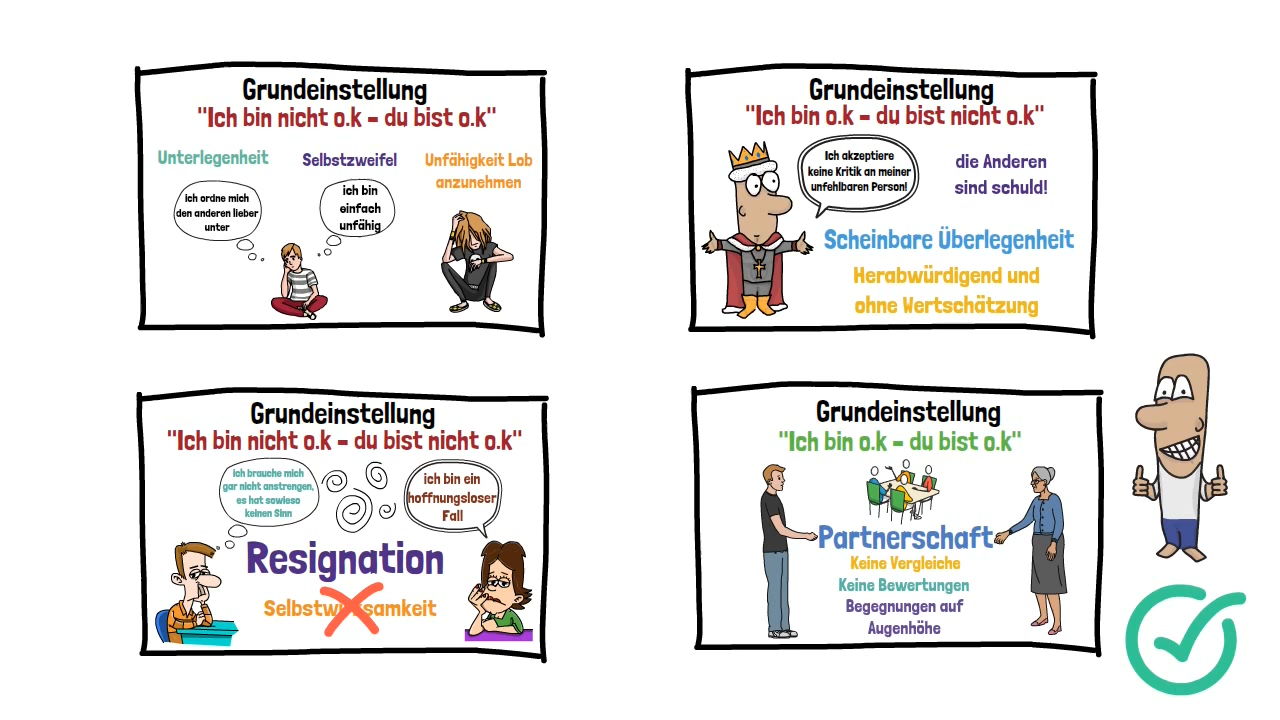 Grundeinstellung
"Ich bin nicht o.k - du bist o.k"
Unterlegenheit
Selbstzweifel
Unfähigkeit Lob
anzunehmen
ich ordne mich
den anderen lieber
unter
ich bin
einfach
unfähig
Grundeinstellung
"Ich bin o.k - du bist nicht o.k"
Ich akzeptiere
keine Kritik an meiner
unfehlbaren Person!
die Anderen
sind schuld!
Scheinbare Überlegenheit
Herabwürdigend und
ohne Wertschätzung
Grundeinstellung
"Ich bin nicht o.k - du bist nicht o.k"
ich brauche mich
gar nicht anstrengen,
es hat sowieso
keinen Sinn
ich bin ein
hoffnungsloser
Fall
Resignation
Selbstwirksamkeit
Grundeinstellung
"Ich bin o.k - du bist o.k"
Partnerschaft
Keine Vergleiche
Keine Bewertungen
Begegnungen auf
Augenhöhe